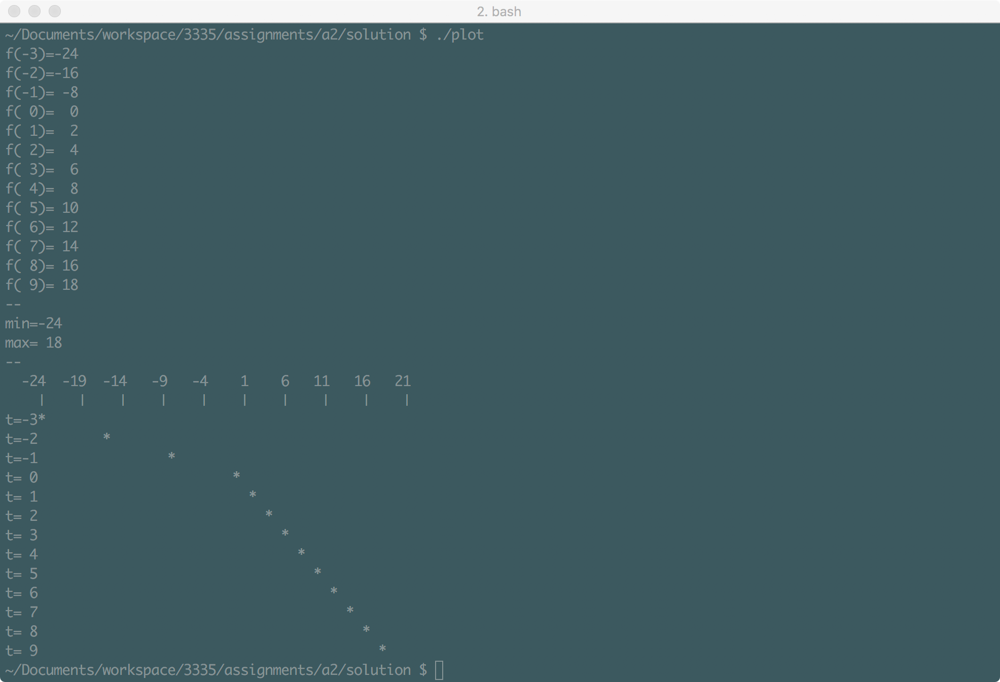 2. bash
~/Documents/workspace/3335/assignments/a2/solution $ ./plot
f(-3)=-24
f(-2)=-16
f(-1)= -8
f( 0)=  0
f( 1)=  2
f( 2)=  4
f( 3)=  6
f( 4)=  8
f( 5)= 10
f( 6)= 12
f( 7)= 14
f( 8)= 16
f( 9)= 18
--
min=-24
max= 18
--
  -24  -19  -14   -9   -4    1    6   11   16   21
    |    |    |    |    |    |    |    |    |    |
t=-3*
t=-2        *
t=-1                *
t= 0                        *
t= 1                          *
t= 2                            *
t= 3                              *
t= 4                                *
t= 5                                  *
t= 6                                    *
t= 7                                      *
t= 8                                        *
t= 9                                          *
~/Documents/workspace/3335/assignments/a2/solution $